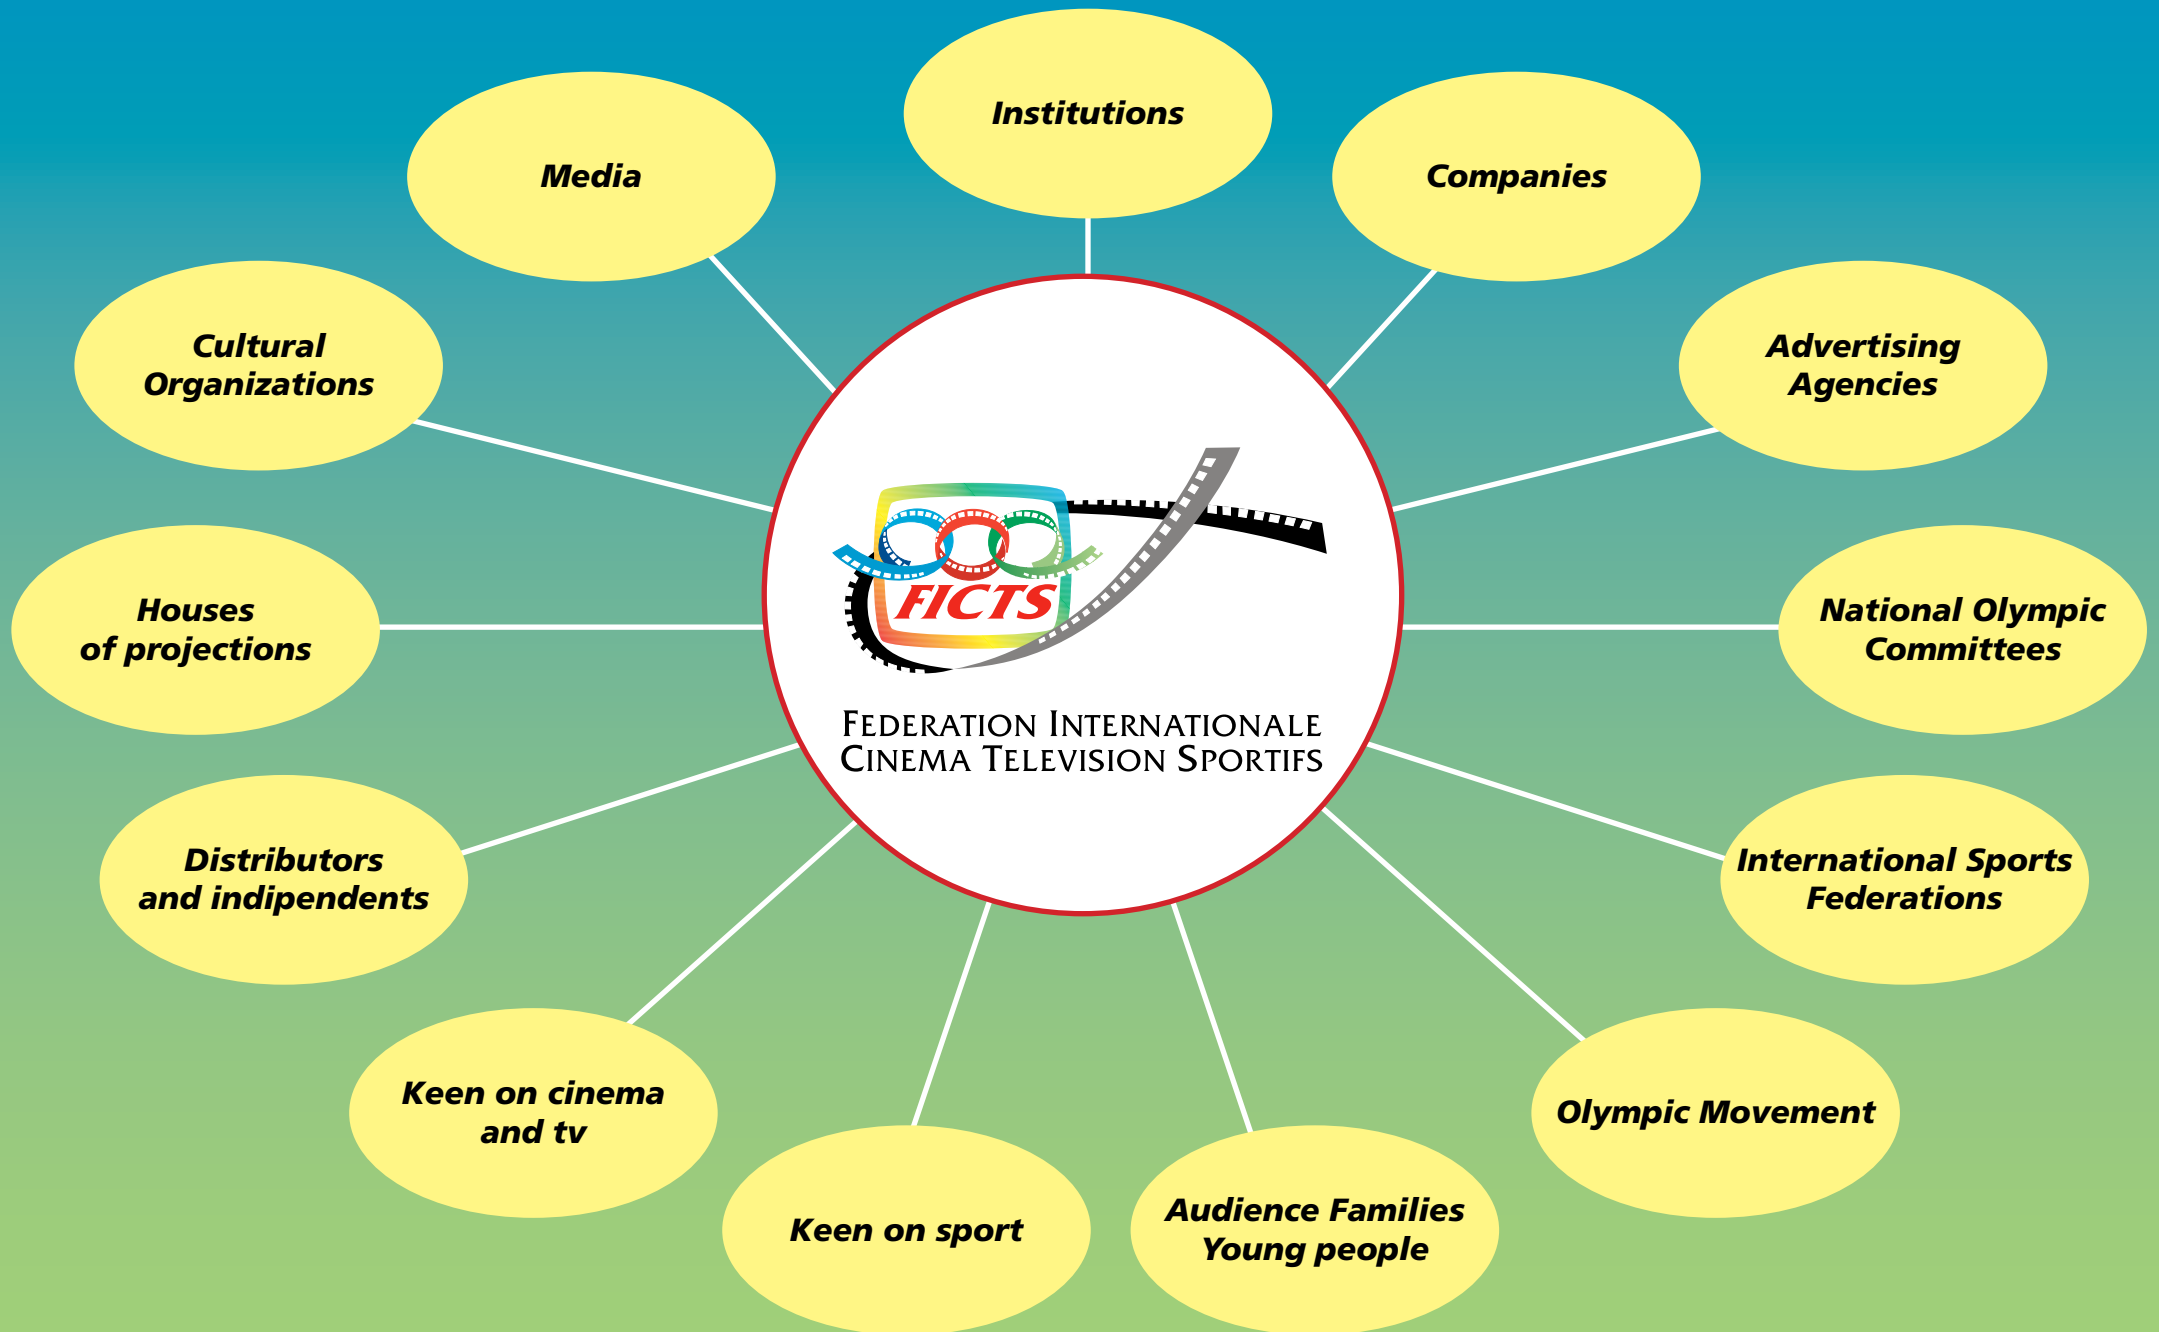 Institutions
Media
Companies
Cultural
Organizations
Advertising
Agencies
FICTS
Houses
of projections
National Olympic
Committees
FEDERATION INTERNATIONALE
CINEMA TELEVISION SPORTIFS
Distributors
and indipendents
International Sports
Federations
Keen on cinema
and tv
Olympic Movement
Keen on sport
Audience Families
Young people